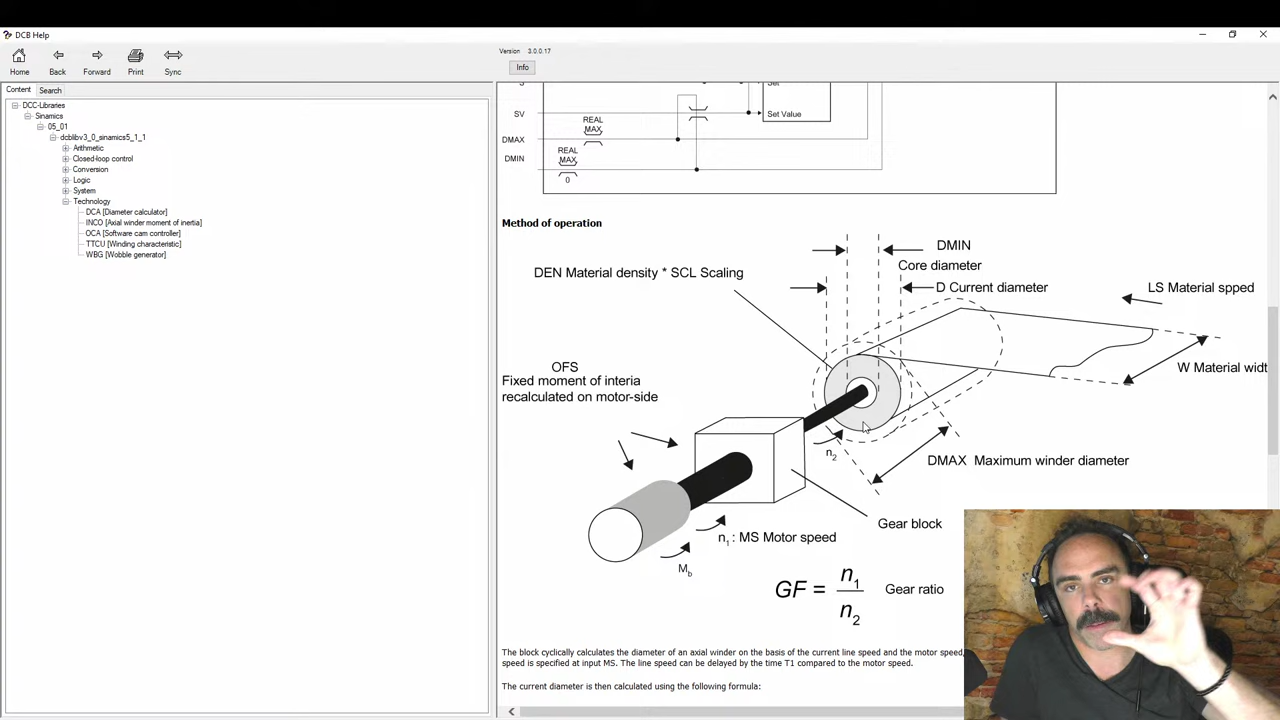 DCB Help
Home
Back
Forward
Print
Sync
Version 3.0.0.17
Info
Content
Search
DCC-Libraries
Sinamics
05_01
dcblibv3_0_sinamics5_1_1
Arithmetic
Closed-loop control
Conversion
Logic
System
Technology
DCA [Diameter calculator]
INCO [Axial winder moment of inertia]
OCA [Software cam controller]
TTCU [Winding characteristic]
WBG [Wobble generator]
SV
Set Value
REAL
MAX
DMAX
REAL
MAX
DMIN
0
Method of operation
DMIN
Core diameter
DEN Material density * SCL Scaling
D Current diameter
LS Material spped
W Material widt
OFS
Fixed moment of interia
recalculated on motor-side
n2
DMAX Maximum winder diameter
Gear block
n1 : MS Motor speed
Mb
GF = n1
n2
Gear ratio
The block cyclically calculates the diameter of an axial winder on the basis of the current line speed and the motor speed,
speed is specified at input MS. The line speed can be delayed by the time T1 compared to the motor speed.
The current diameter is then calculated using the following formula: